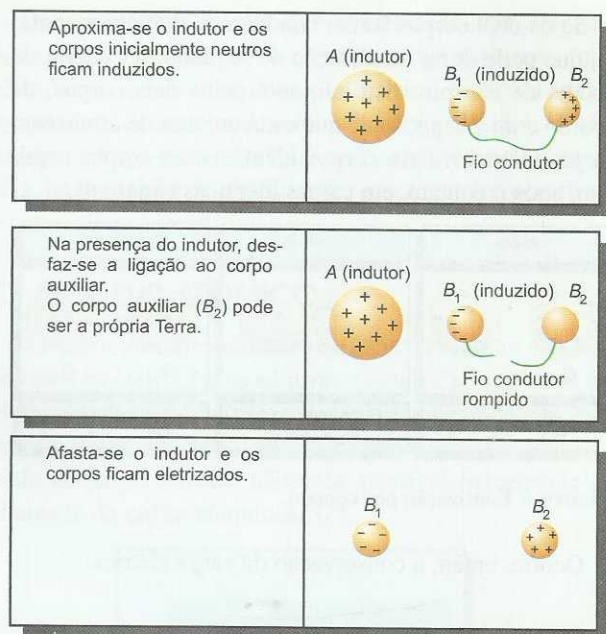 Aproxima-se o indutor e os
corpos inicialmente neutros
ficam induzidos.
A (indutor)
B1 (induzido) B2
Fio condutor
Na presença do indutor, des-
faz-se a ligação ao corpo
auxiliar.
O corpo auxiliar (B2) pode
ser a própria Terra.
A (indutor)
B1 (induzido) B2
Fio condutor
rompido
Afasta-se o indutor e os
corpos ficam eletrizados.
B1
B2